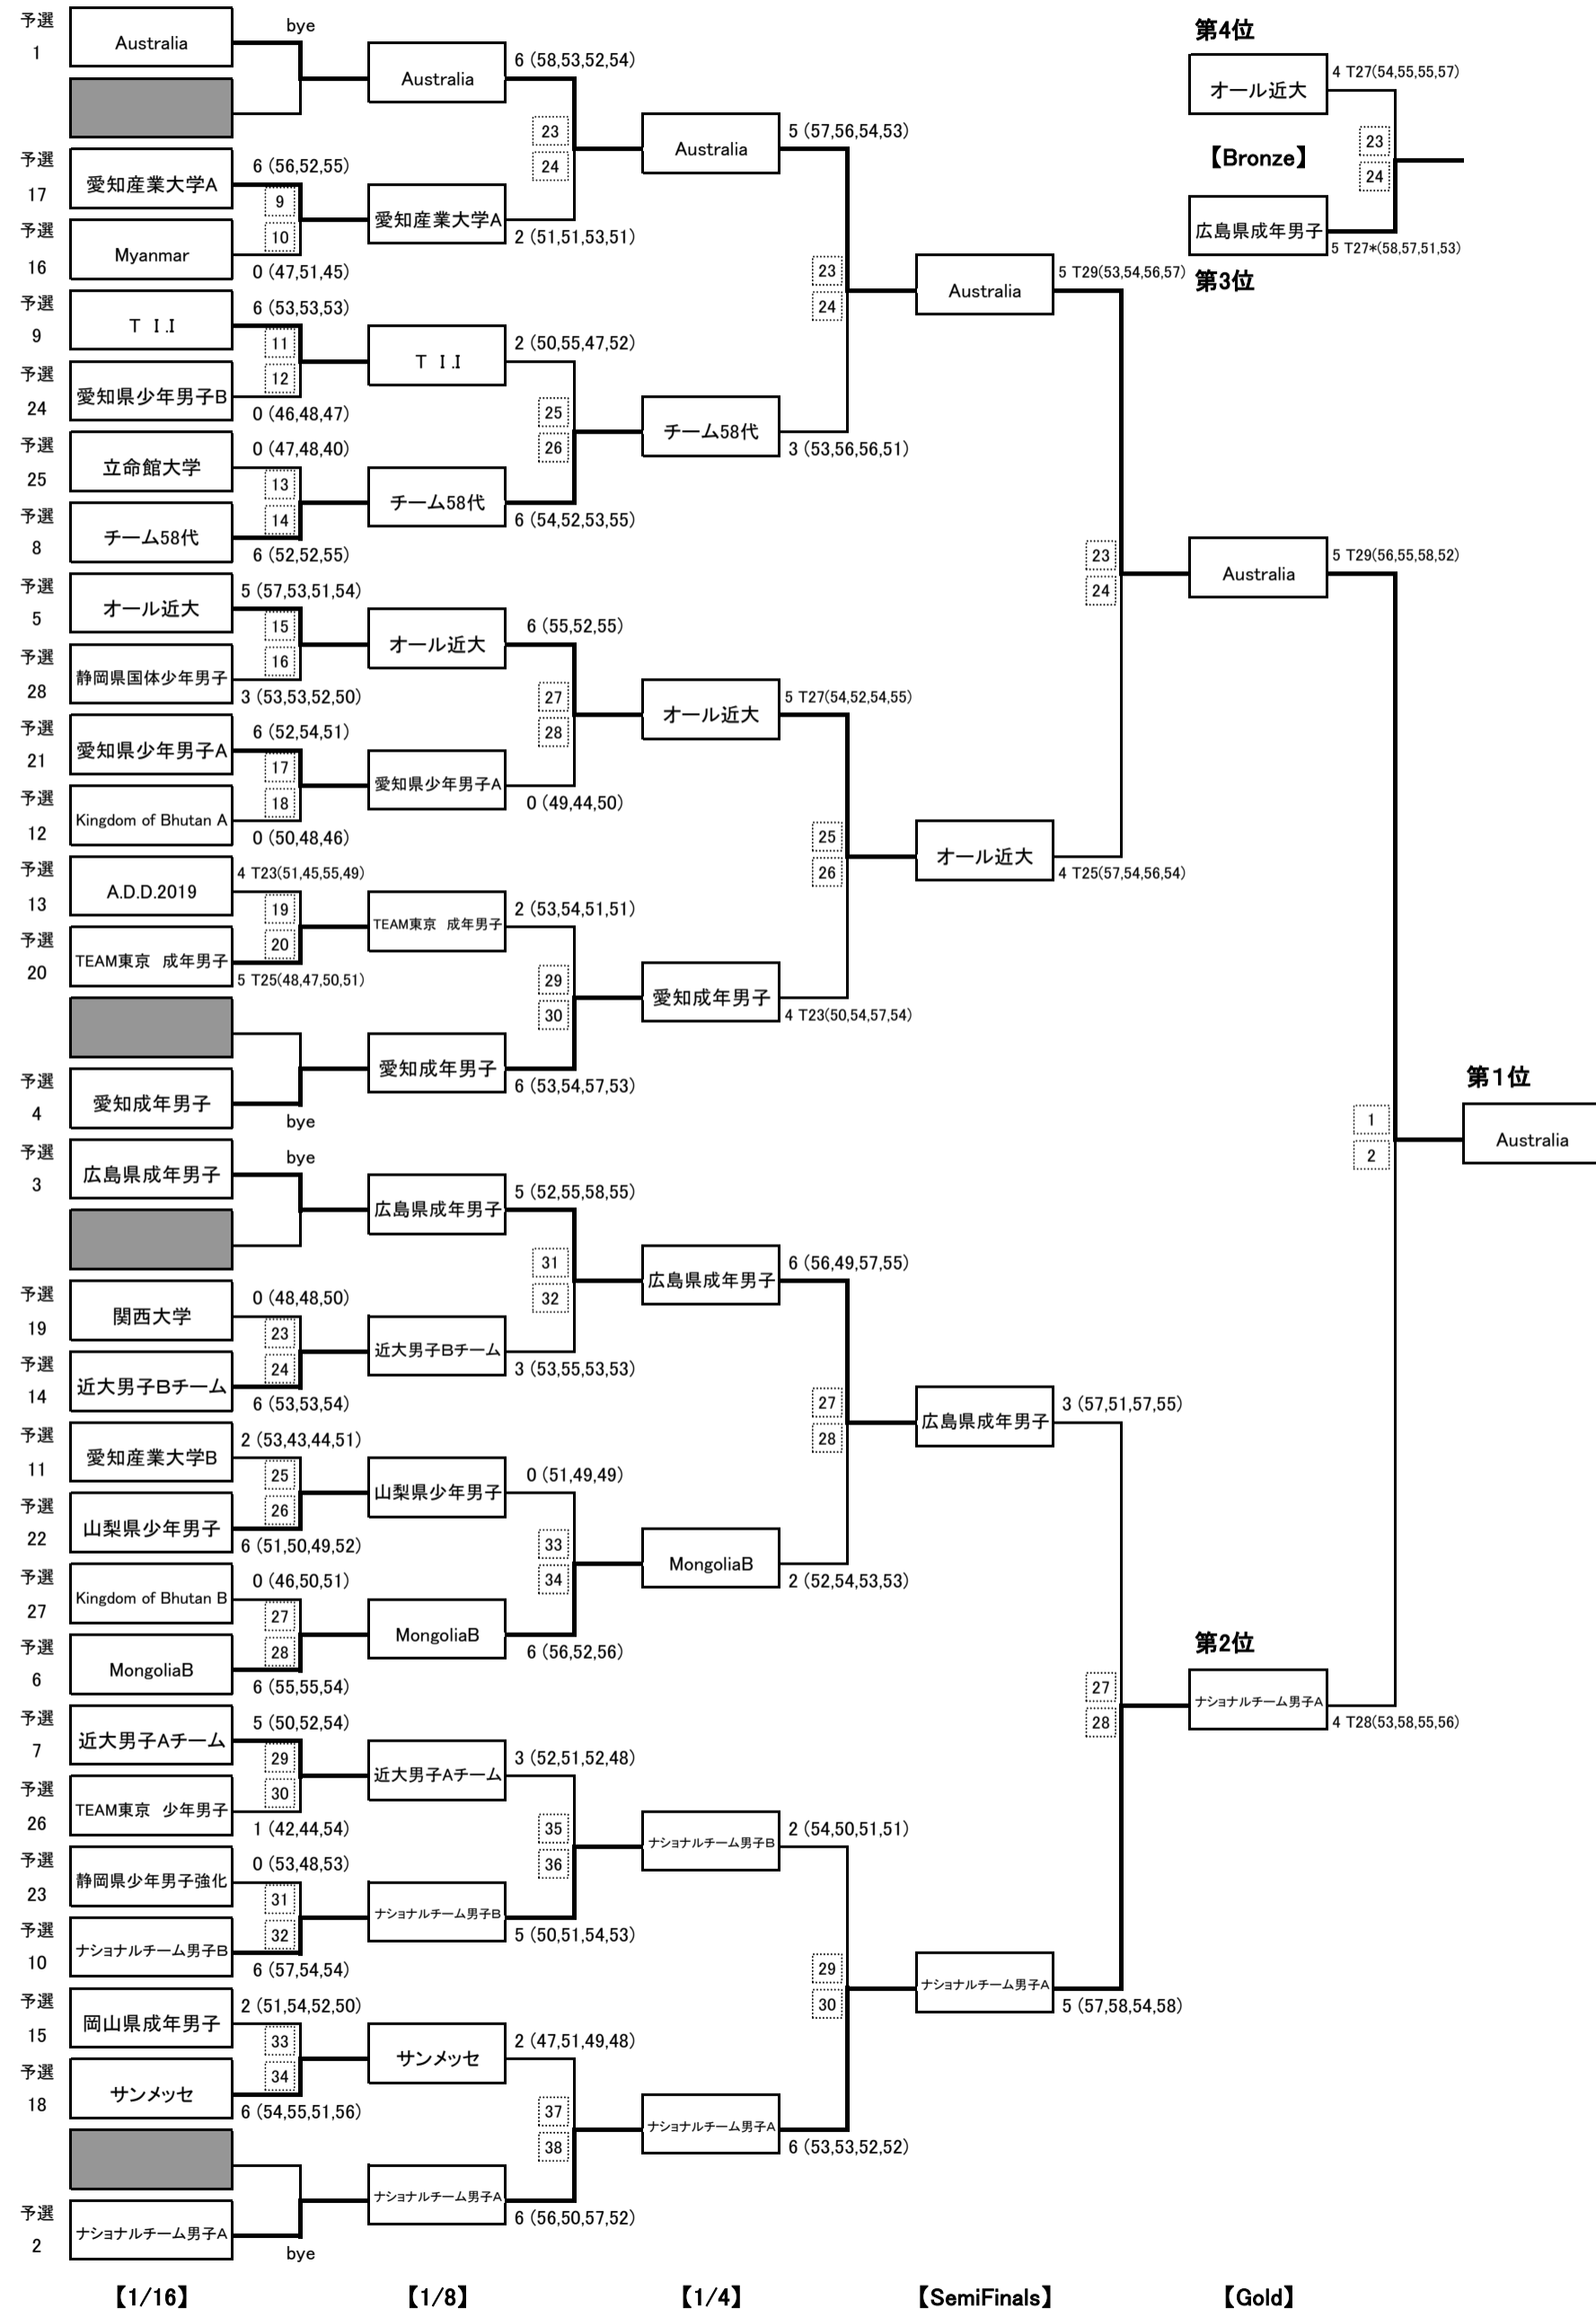 予選
1
Australia
bye
予選
17
愛知産業大学A
6 (56,52,55)
9
10
予選
16
Myanmar
0 (47,51,45)
予選
9
T I.I
6 (53,53,53)
11
12
予選
24
愛知県少年男子B
0 (46,48,47)
予選
25
立命館大学
0 (47,48,40)
13
14
予選
8
チーム58代
6 (52,52,55)
予選
5
オール近大
5 (57,53,51,54)
15
16
予選
28
静岡県国体少年男子
3 (53,53,52,50)
予選
21
愛知県少年男子A
6 (52,54,51)
17
18
予選
12
Kingdom of Bhutan A
0 (50,48,46)
予選
13
A.D.D.2019
4 T23(51,45,55,49)
19
20
予選
20
TEAM東京 成年男子
5 T25(48,47,50,51)
予選
4
愛知成年男子
bye
予選
3
広島県成年男子
bye
予選
19
関西大学
0 (48,48,50)
23
24
予選
14
近大男子Bチーム
6 (53,53,54)
予選
11
愛知産業大学B
2 (53,43,44,51)
25
26
予選
22
山梨県少年男子
6 (51,50,49,52)
予選
27
Kingdom of Bhutan B
0 (46,50,51)
27
28
予選
6
MongoliaB
6 (55,55,54)
予選
7
近大男子Aチーム
5 (50,52,54)
29
30
予選
26
TEAM東京 少年男子
1 (42,44,54)
予選
23
静岡県少年男子強化
0 (53,48,53)
31
32
予選
10
ナショナルチーム男子B
6 (57,54,54)
予選
15
岡山県成年男子
2 (51,54,52,50)
33
34
予選
18
サンメッセ
6 (54,55,51,56)
予選
2
ナショナルチーム男子A
bye
【1/16】
Australia
6 (58,53,52,54)
23
24
愛知産業大学A
2 (51,51,53,51)
T I.I
2 (50,55,47,52)
25
26
チーム58代
6 (54,52,53,55)
オール近大
6 (55,52,55)
27
28
愛知県少年男子A
0 (49,44,50)
TEAM東京 成年男子
2 (53,54,51,51)
29
30
愛知成年男子
6 (53,54,57,53)
広島県成年男子
5 (52,55,58,55)
31
32
近大男子Bチーム
3 (53,55,53,53)
山梨県少年男子
0 (51,49,49)
33
34
MongoliaB
6 (56,52,56)
近大男子Aチーム
3 (52,51,52,48)
35
36
ナショナルチーム男子B
5 (50,51,54,53)
サンメッセ
2 (47,51,49,48)
37
38
ナショナルチーム男子A
6 (56,50,57,52)
【1/8】
Australia
5 (57,56,54,53)
23
24
チーム58代
3 (53,56,56,51)
オール近大
5 T27(54,52,54,55)
25
26
愛知成年男子
4 T23(50,54,57,54)
広島県成年男子
6 (56,49,57,55)
27
28
MongoliaB
2 (52,54,53,53)
ナショナルチーム男子B
2 (54,50,51,51)
29
30
ナショナルチーム男子A
6 (53,53,52,52)
【1/4】
Australia
5 T29(53,54,56,57)
23
24
オール近大
4 T25(57,54,56,54)
広島県成年男子
3 (57,51,57,55)
27
28
ナショナルチーム男子A
5 (57,58,54,58)
【SemiFinals】
第4位
オール近大
4 T27(54,55,55,57)
【Bronze】
23
24
広島県成年男子
5 T27*(58,57,51,53)
第3位
Australia
5 T29(56,55,58,52)
1
2
第2位
ナショナルチーム男子A
4 T28(53,58,55,56)
【Gold】
第1位
Australia